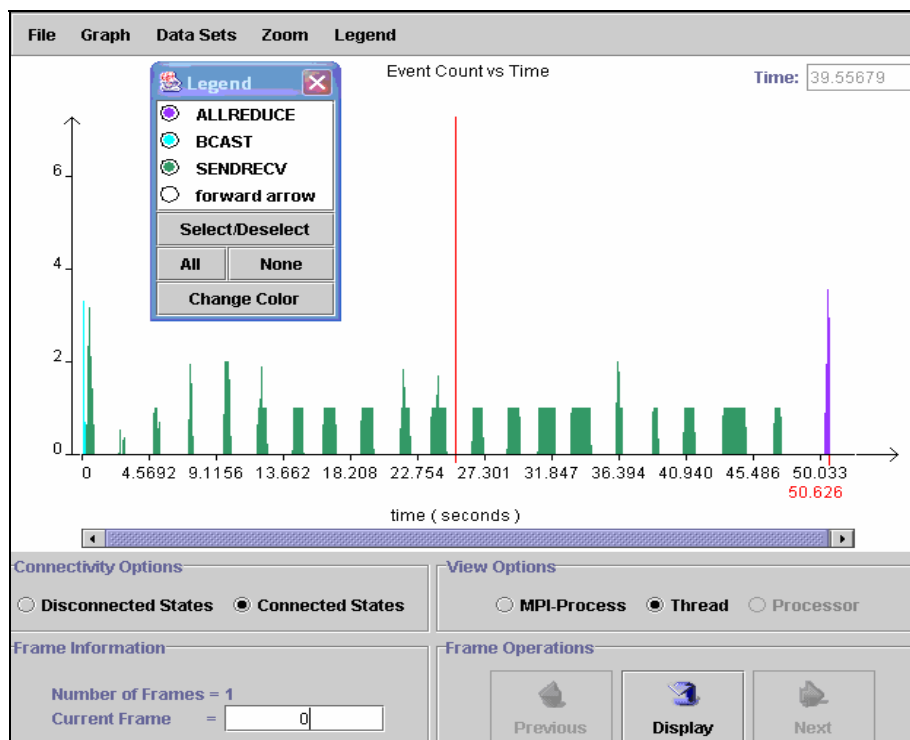 File Graph Data Sets Zoom Legend
Event Count vs Time
Time: 39.55679
Legend
ALLREDUCE
BCAST
SENDRECV
forward arrow
Select/Deselect
All None
Change Color
6
4
2
0
0 4.5692 9.1156 13.662 18.208 22.754 27.301 31.847 36.394 40.940 45.486 50.033
50.626
time ( seconds )
Connectivity Options
Disconnected States Connected States
View Options
MPI-Process Thread Processor
Frame Information
Number of Frames = 1
Current Frame = 0
Frame Operations
Previous Display Next